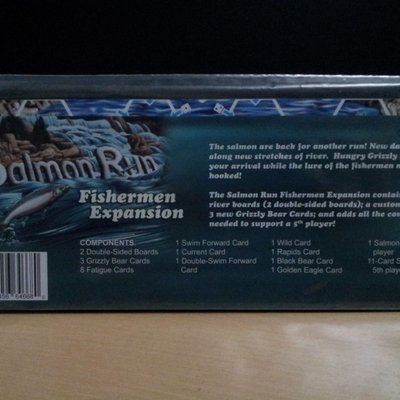 The salmon are back for another run! New da
along new stretches of river. Hungry Grizzly
your arrival while the lure of the fishermen
hooked!
Salmon Run
Fishermen
Expansion
The Salmon Run Fishermen Expansion contain
river boards (2 double-sided boards); a custom
3 new Grizzly Bear Cards; and adds all the co
needed to support a 5th player!
COMPONENTS
2 Double-Sided Boards
3 Grizzly Bear Cards
8 Fatigue Cards
1 Swim Forward Card
1 Current Card
1 Double-Swim Forward
Card
1 Wild Card
1 Rapids Card
1 Black Bear Card
1 Golden Eagle Card
1 Salmon
player
11-Card S
5th player